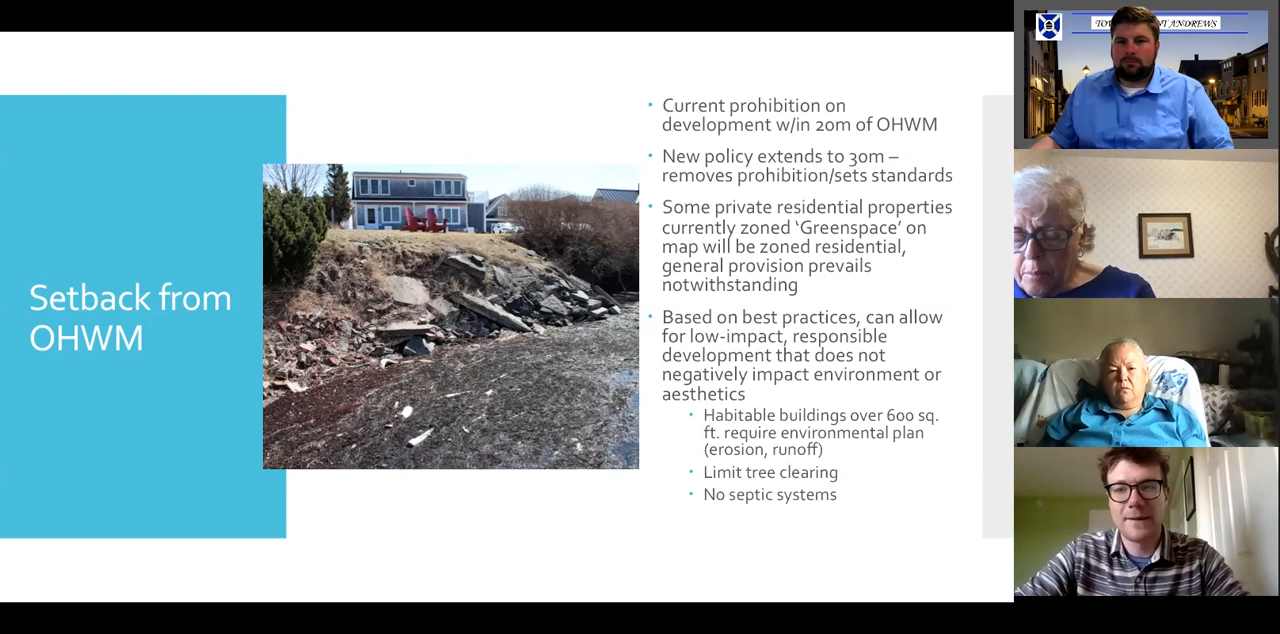 TO
NT ANDREWS
Setback from
OHWM
Current prohibition on
development w/in 20m of OHWM
New policy extends to 30m –
removes prohibition/sets standards
Some private residential properties
currently zoned ‘Greenspace’ on
map will be zoned residential,
general provision prevails
notwithstanding
Based on best practices, can allow
for low-impact, responsible
development that does not
negatively impact environment or
aesthetics
Habitable buildings over 600 sq.
ft. require environmental plan
(erosion, runoff)
Limit tree clearing
No septic systems